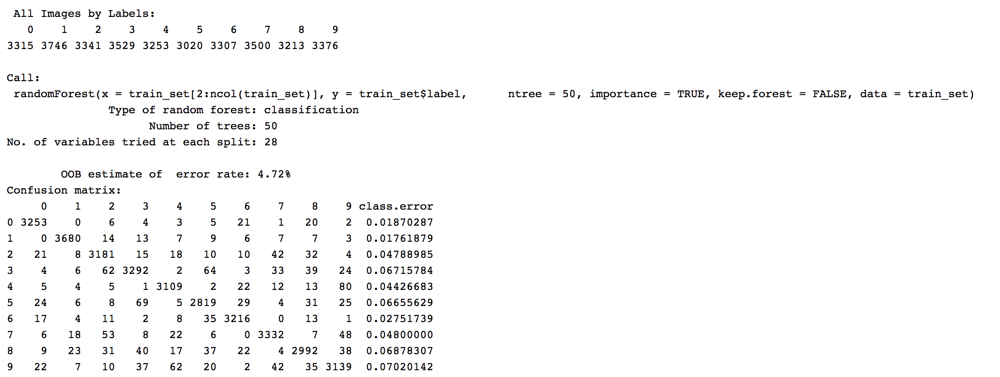 All Images by Labels:
0 1 2 3 4 5 6 7 8 9
3315 3746 3341 3529 3253 3020 3307 3500 3213 3376
Call:
randomForest(x = train_set[2:ncol(train_set)], y = train_set$label, ntree = 50, importance = TRUE, keep.forest = FALSE, data = train_set)
Type of random forest: classification
Number of trees: 50
No. of variables tried at each split: 28
OOB estimate of  error rate: 4.72%
Confusion matrix:
0 1 2 3 4 5 6 7 8 9 class.error
0 3253 0 6 4 3 5 21 1 20 2 0.01870287
1 0 3680 14 13 7 9 6 7 7 3 0.01761879
2 21 8 3181 15 18 10 10 42 32 4 0.04788985
3 4 6 62 3292 2 64 3 33 39 24 0.06715784
4 5 4 5 1 3109 2 22 12 13 80 0.04426683
5 24 6 8 69 5 2819 29 4 31 25 0.06655629
6 17 4 11 2 8 35 3216 0 13 1 0.02751739
7 6 18 53 8 22 6 0 3332 7 48 0.04800000
8 9 23 31 40 17 37 22 4 2992 38 0.06878307
9 22 7 10 37 62 20 2 42 35 3139 0.07020142